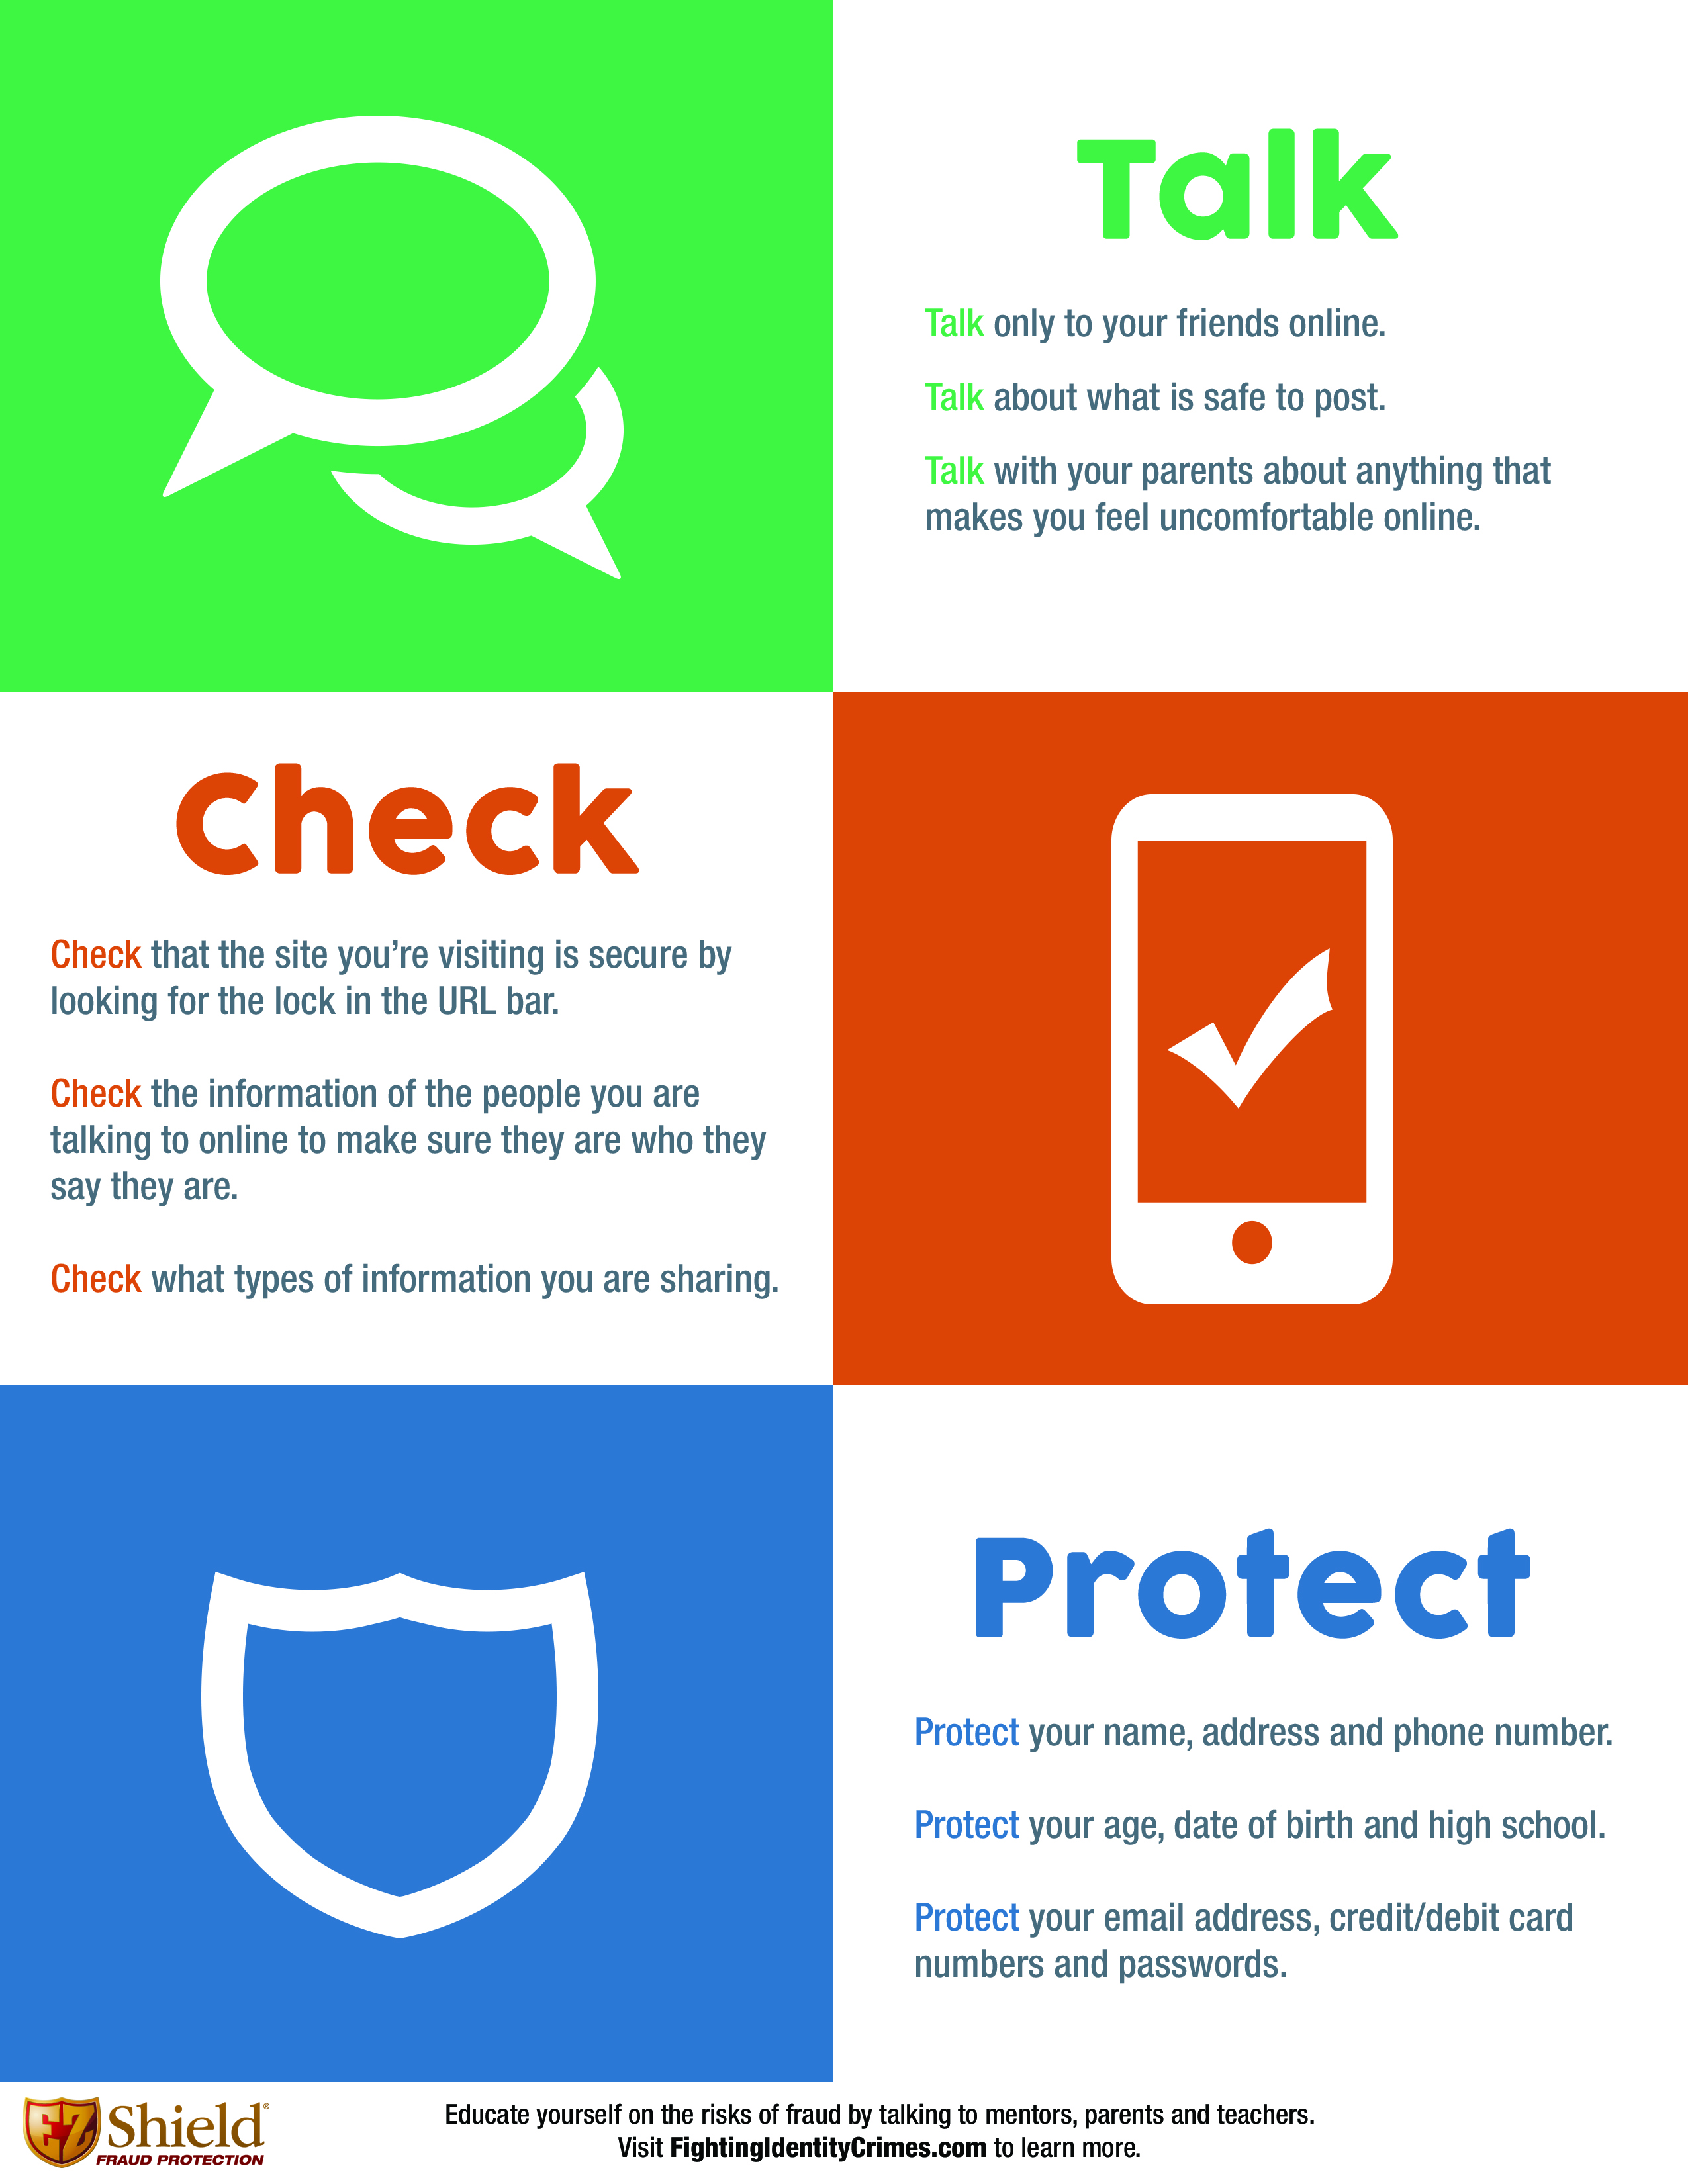 Talk
Talk only to your friends online.
Talk about what is safe to post.
Talk with your parents about anything that
makes you feel uncomfortable online.
Check
Check that the site you're visiting is secure by
looking for the lock in the URL bar.
Check the information of the people you are
talking to online to make sure they are who they
say they are.
Check what types of information you are sharing.
Protect
Protect your name, address and phone number.
Protect your age, date of birth and high school.
Protect your email address, credit/debit card
numbers and passwords.
EZShield®
FRAUD PROTECTION
Educate yourself on the risks of fraud by talking to mentors, parents and teachers.
Visit FightingIdentityCrimes.com to learn more.